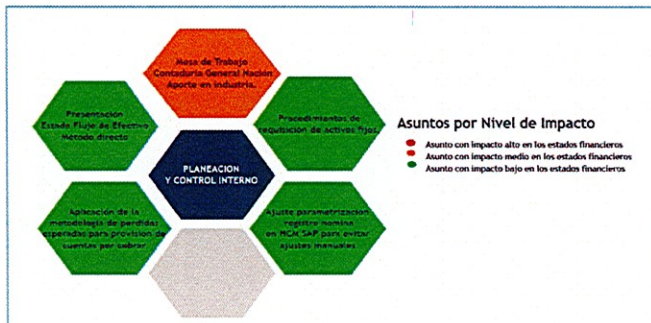 Mesa de Trabajo
Contaduría General Nación
Aporte en industria.
Presentación
Estado Flujo de Efectivo
Método directo
Procedimientos de
requisición de activos fijos.
PLANEACION
Y CONTROL INTERNO
Aplicación de la
metodología de perdidas
esperadas para provisión de
cuentas por cobrar.
Ajuste parametrización
registro nomina
en HCM SAP para evitar
ajustes manuales
Asuntos por Nivel de Impacto
Asunto con impacto alto en los estados financieros
Asunto con impacto medio en los estados financieros
Asunto con impacto bajo en los estados financieros